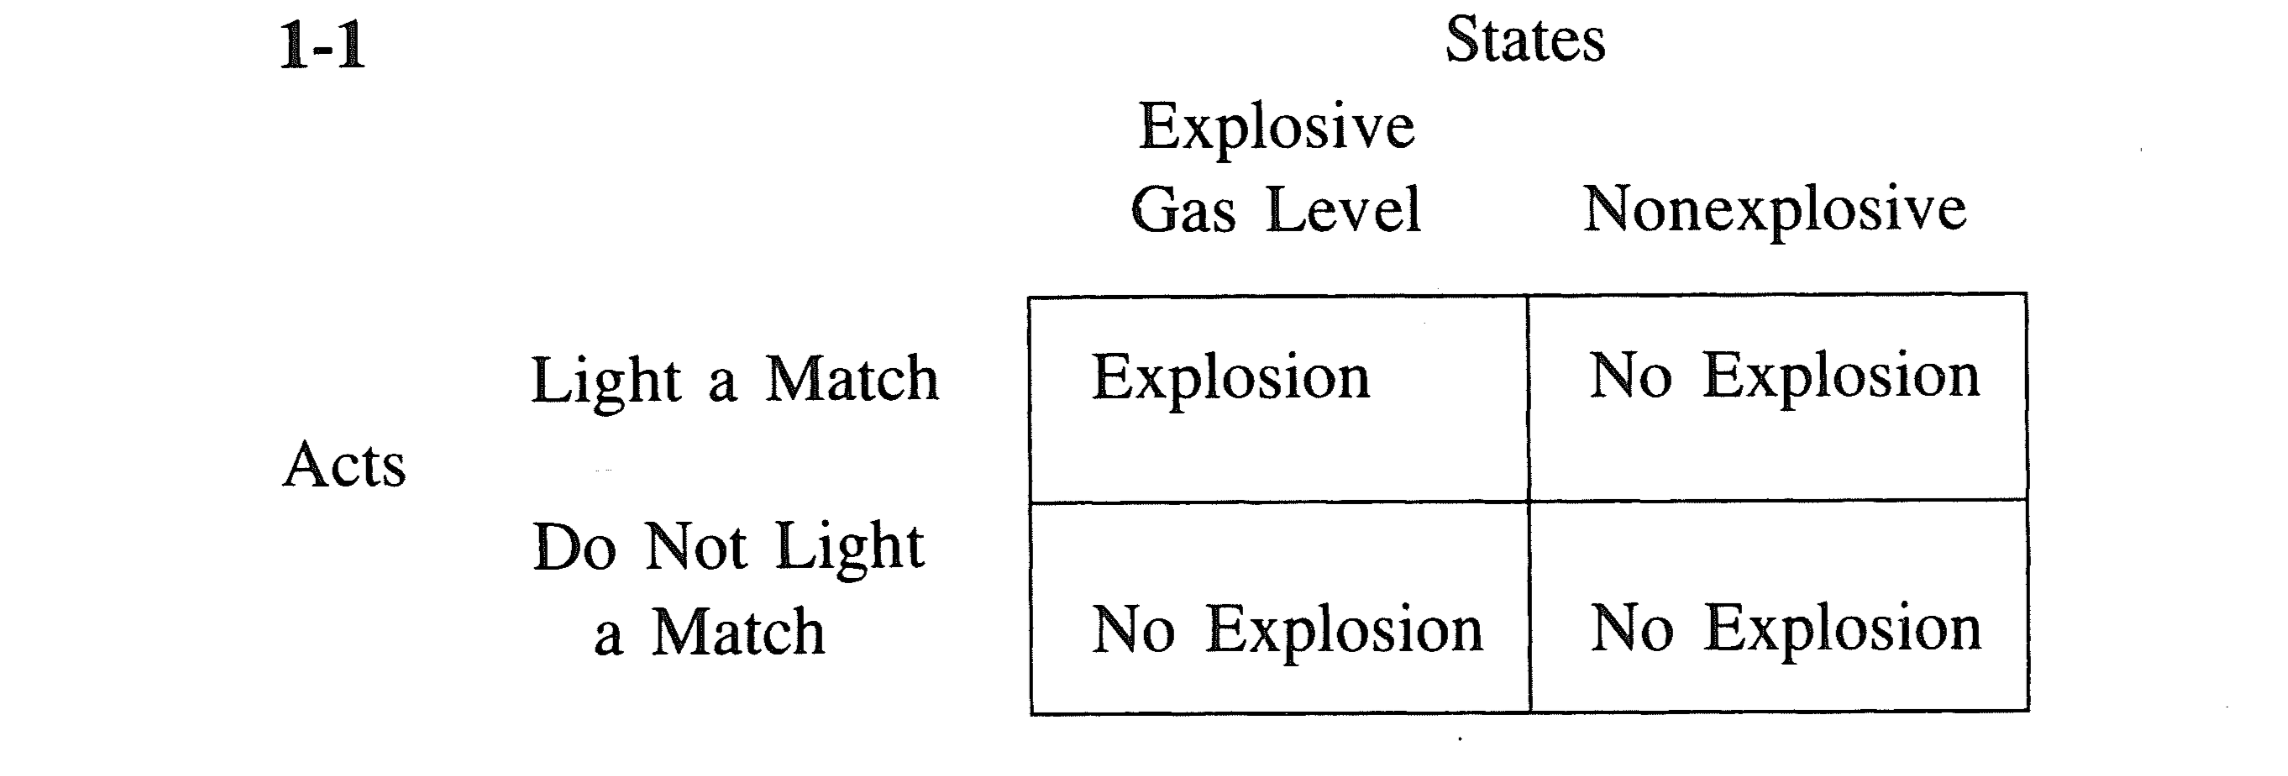 1-1
States
Explosive
Gas Level
Nonexplosive
Light a Match
Explosion
No Explosion
Acts
Do Not Light
a Match
No Explosion
No Explosion